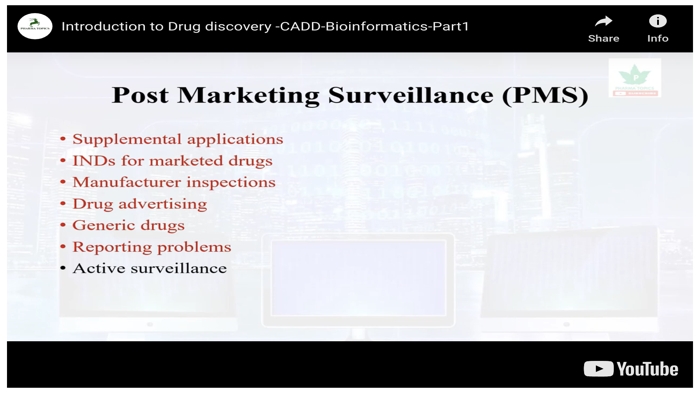 Introduction to Drug discovery -CADD-Bioinformatics-Part1
Share
Info
Post Marketing Surveillance (PMS)
• Supplemental applications
• INDs for marketed drugs
• Manufacturer inspections
• Drug advertising
• Generic drugs
• Reporting problems
• Active surveillance
YouTube